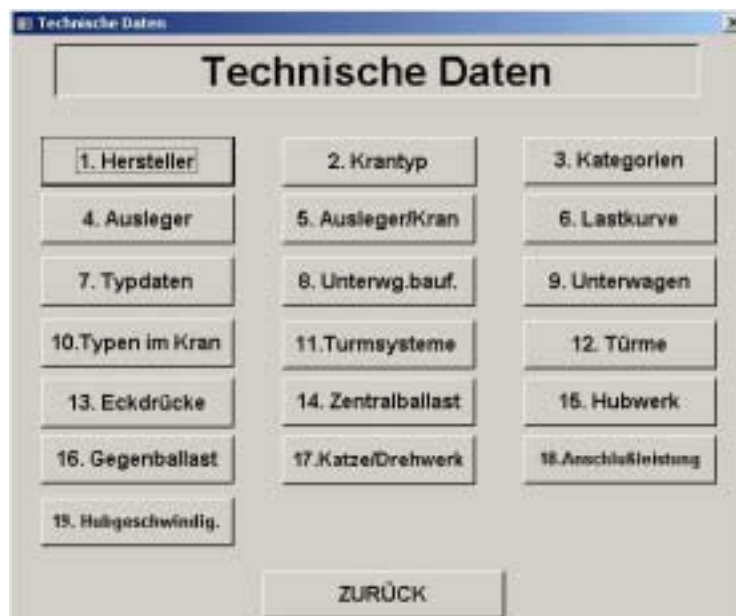 Technische Daten
Technische Daten
1. Hersteller
2. Krantyp
3. Kategorien
4. Ausleger
5. Ausleger/Kran
6. Lastkurve
7. Typdaten
8. Unterwg.bauf.
9. Unterwagen
10.Typen im Kran
11.Turmsysteme
12. Türme
13. Eckdrücke
14. Zentralballast
15. Hubwerk
16. Gegenballast
17.Katze/Drehwerk
18.Anschlußleistung
19. Hubgeschwindig.
ZURÜCK